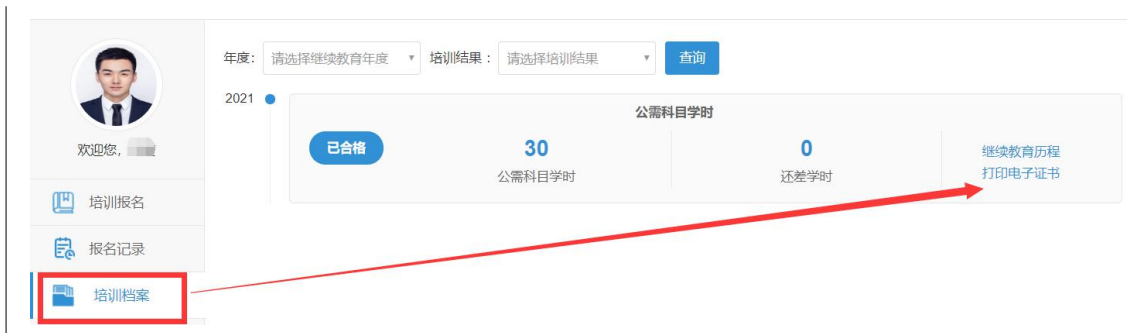 年度： 请选择继续教育年度 培训结果： 请选择培训结果 查询
2021
公需科目学时
已合格 30 0 继续教育历程
公需科目学时 还差学时 打印电子证书
欢迎您,
培训报名
报名记录
培训档案